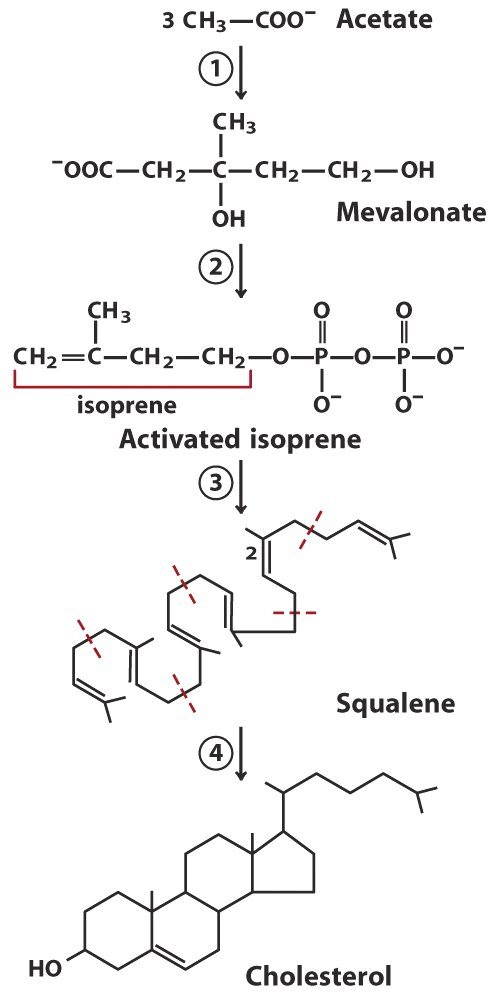 3 CH₃—COO⁻ Acetate
1
CH₃
⁻OOC—CH₂—C—CH₂—CH₂—OH
OH
Mevalonate
2
CH₃ O O
CH₂=C—CH₂—CH₂—O—P—O—P—O⁻
isoprene O⁻ O⁻
Activated isoprene
3
2
Squalene
4
HO
Cholesterol